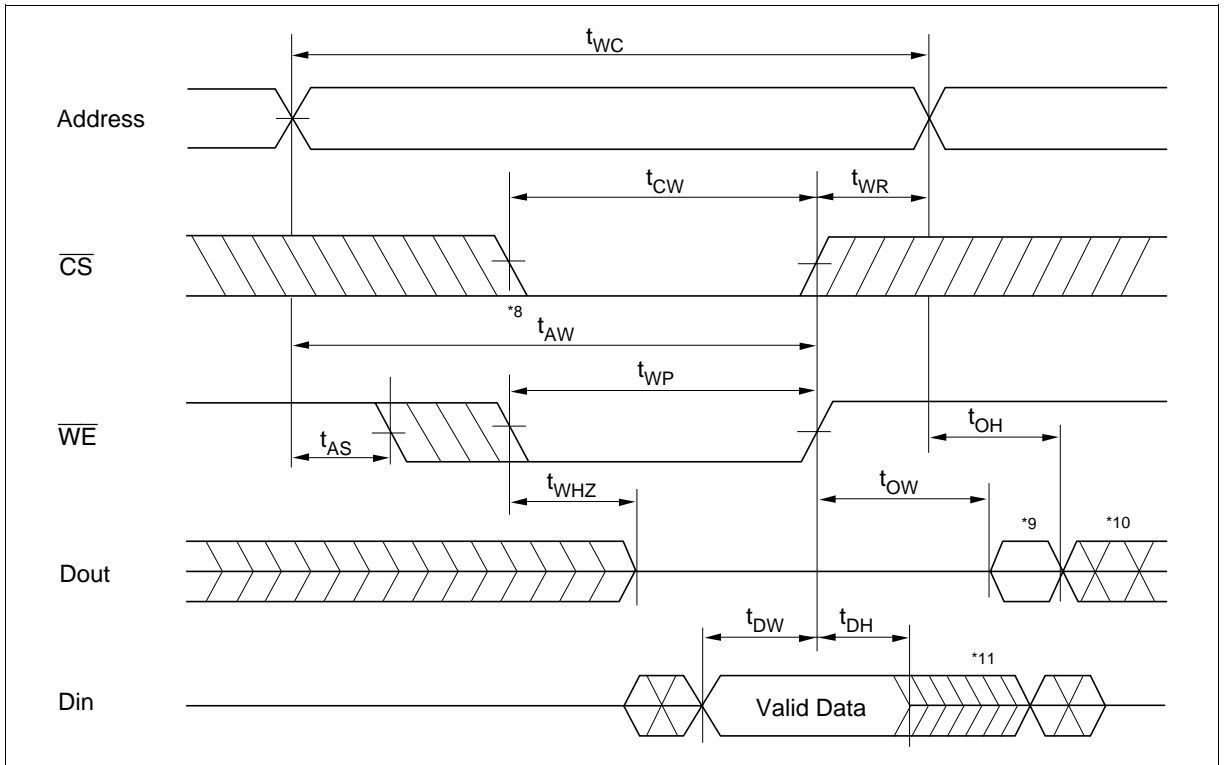 tWC
Address
tCW
tWR
CS
*8
tAW
tWP
WE
tAS
tOH
tWHZ
tOW
*9
*10
Dout
tDW
tDH
*11
Din
Valid Data